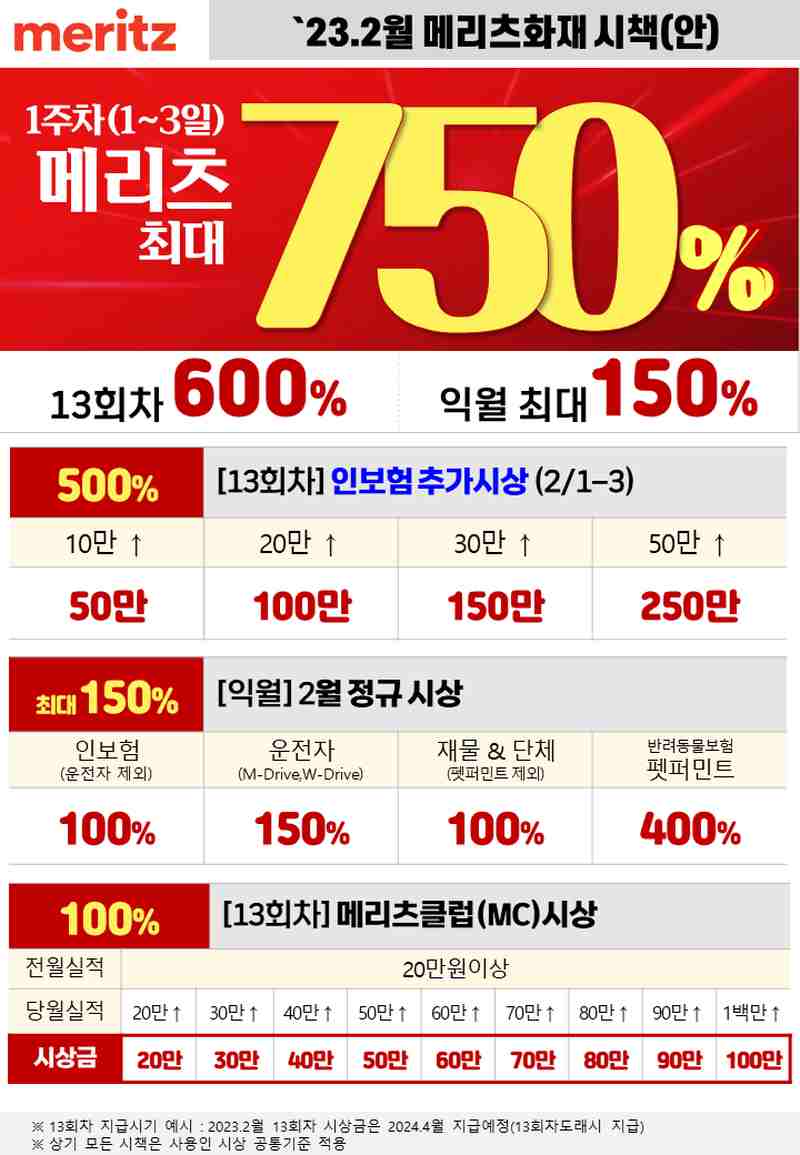 meritz
`23.2월 메리츠화재 시책(안)
1주차(1~3일)
메리츠
최대
750%
13회차 600%
익월 최대 150%
500%
[13회차] 인보험 추가시상 (2/1–3)
10만 ↑ 20만 ↑ 30만 ↑ 50만 ↑
50만 100만 150만 250만
최대 150%
[익월] 2월 정규 시상
인보험 운전자 재물 & 단체 반려동물보험
(운전자 제외) (M-Drive,W-Drive) (펫퍼민트 제외) 펫퍼민트
100% 150% 100% 400%
100%
[13회차] 메리츠클럽(MC)시상
전월실적 20만원이상
당월실적 20만↑ 30만↑ 40만↑ 50만↑ 60만↑ 70만↑ 80만↑ 90만↑ 1백만↑
시상금 20만 30만 40만 50만 60만 70만 80만 90만 100만
※ 13회차 지급시기 예시 : 2023.2월 13회자 시상금은 2024.4월 지급예정(13회차도래시 지급)
※ 상기 모든 시책은 사용인 시상 공통기준 적용